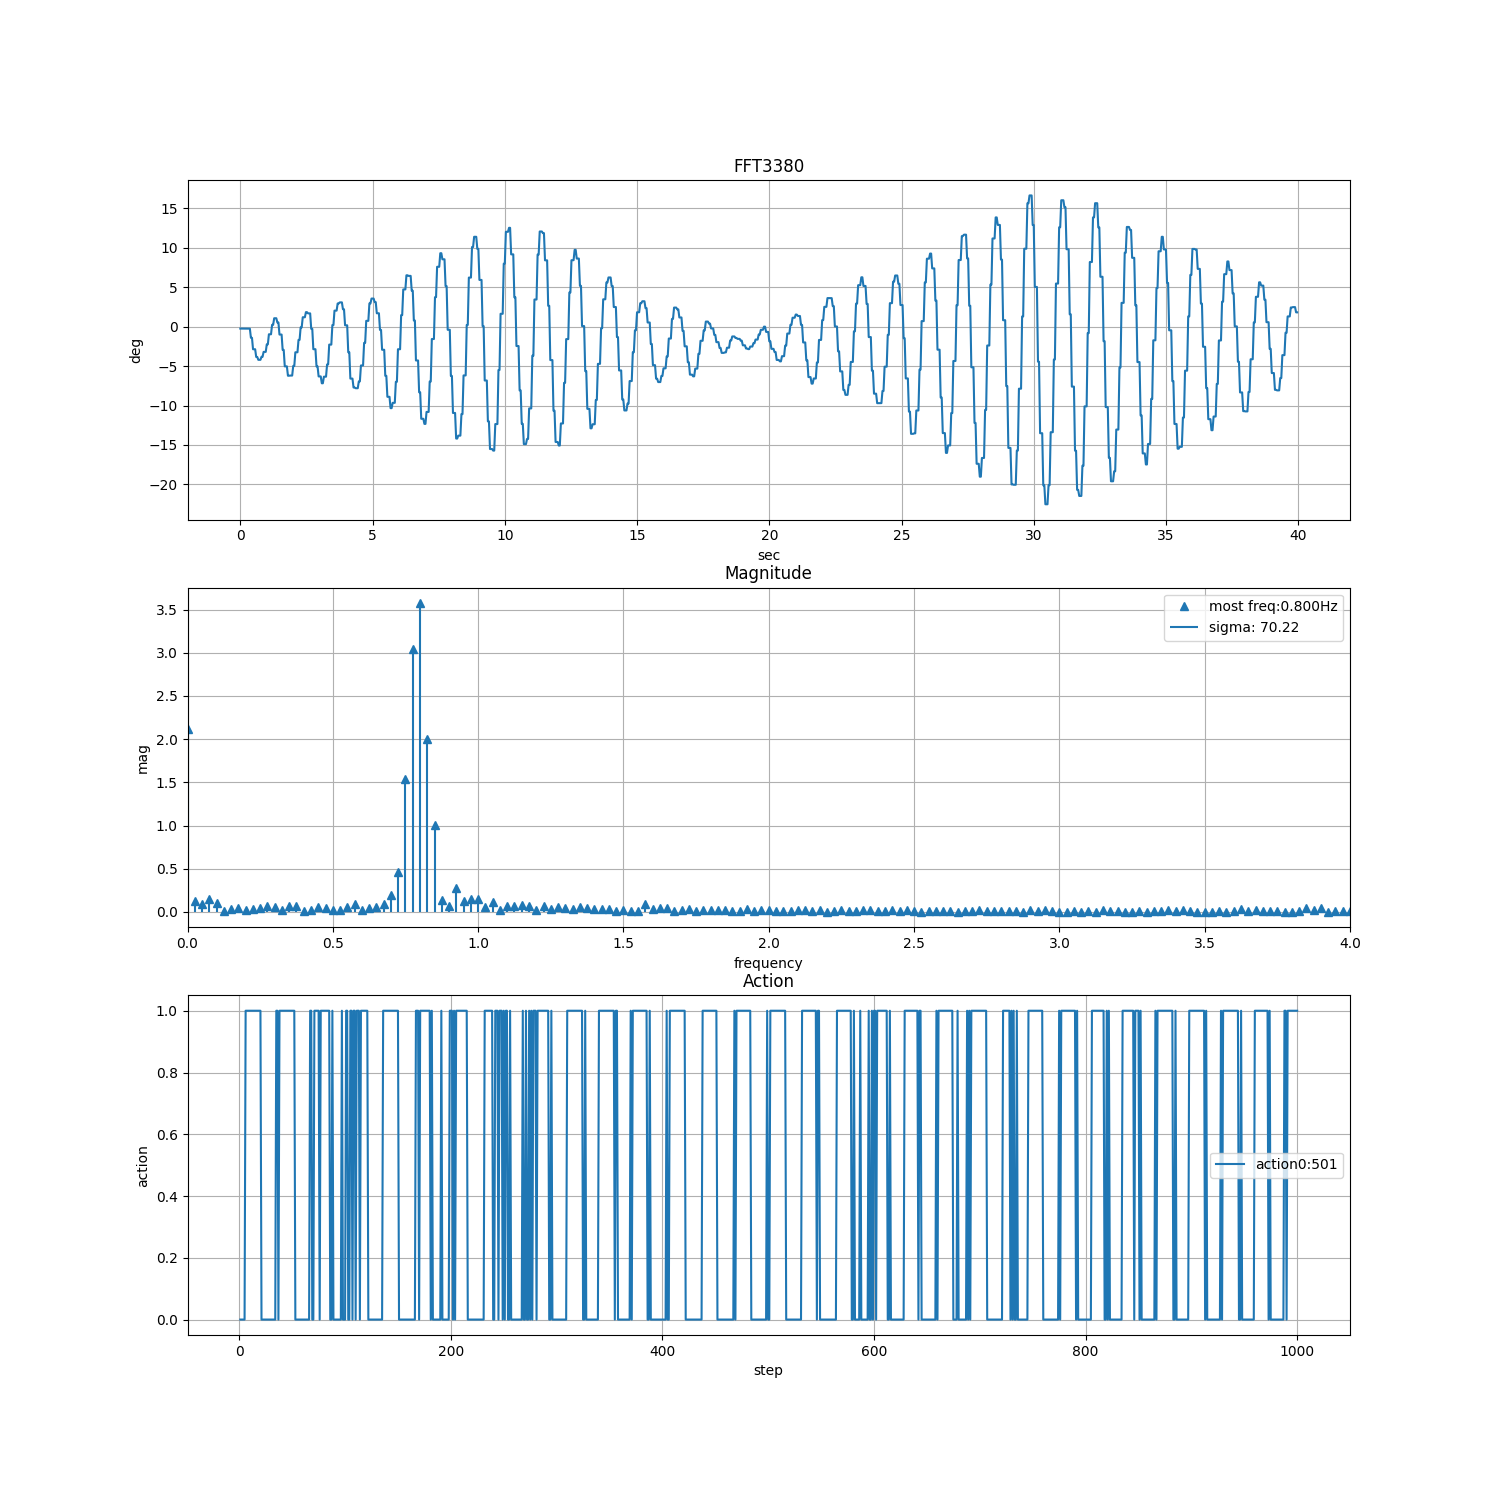 FFT3380
deg
15
10
5
0
−5
−10
−15
−20
0 5 10 15 20 25 30 35 40
sec
Magnitude
mag
3.5
3.0
2.5
2.0
1.5
1.0
0.5
0.0
most freq:0.800Hz
sigma: 70.22
0.0 0.5 1.0 1.5 2.0 2.5 3.0 3.5 4.0
frequency
Action
action
1.0
0.8
0.6
0.4
0.2
0.0
action0:501
0 200 400 600 800 1000
step